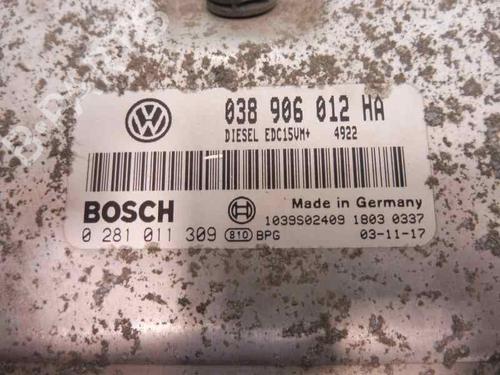 038 906 012 HA
DIESEL EDC15VM+ 4922
BOSCH
Made in Germany
1039S02409 1803 0337
0 281 011 309 810 BPG 03-11-17